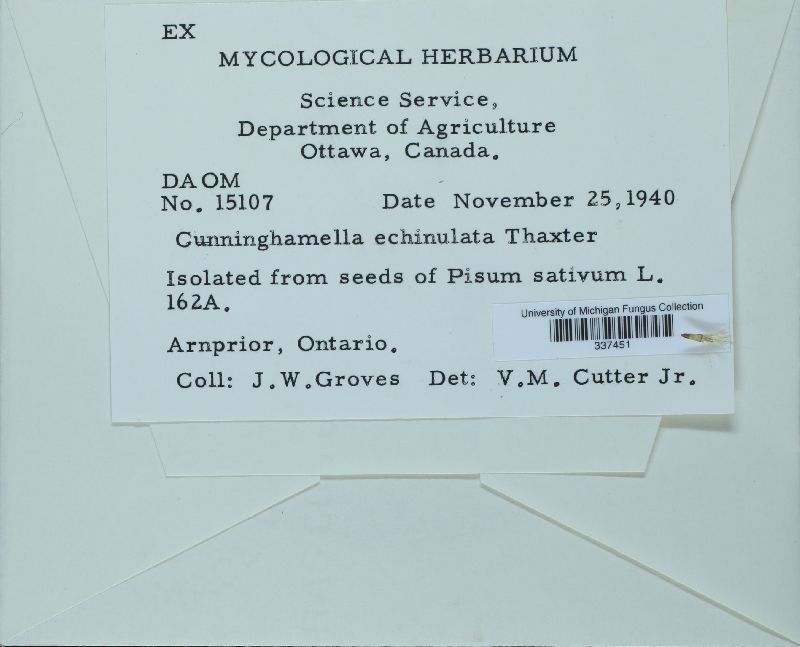 EX
MYCOLOGICAL HERBARIUM
Science Service,
Department of Agriculture
Ottawa, Canada.
DAOM
No. 15107 Date November 25,1940
Cunninghamella echinulata Thaxter
Isolated from seeds of Pisum sativum L.
162A.
University of Michigan Fungus Collection
337451
Arnprior, Ontario.
Coll: J.W.Groves Det: V.M. Cutter Jr.